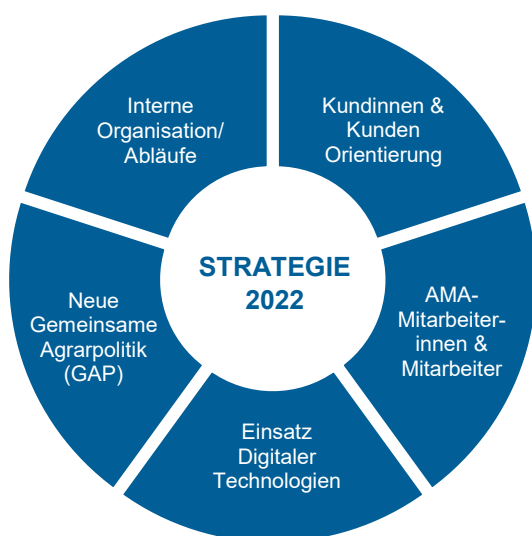 Interne
Organisation/
Abläufe
Kundinnen &
Kunden
Orientierung
STRATEGIE
2022
Neue
Gemeinsame
Agrarpolitik
(GAP)
AMA-
Mitarbeiter-
innen &
Mitarbeiter
Einsatz
Digitaler
Technologien